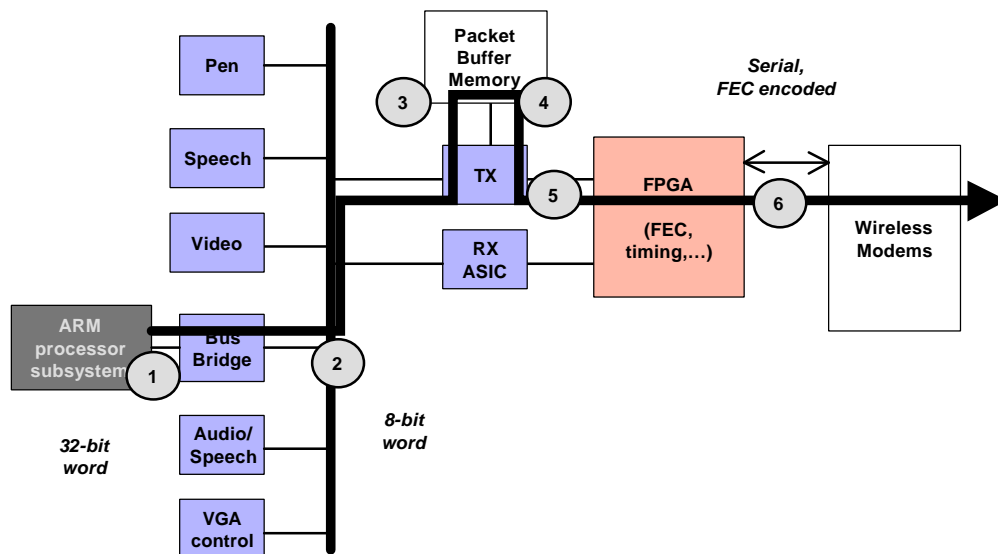 Pen
Speech
Video
Bus
Bridge
Audio/
Speech
VGA
control
ARM
processor
subsystem
1
2
32-bit
word
8-bit
word
Packet
Buffer
Memory
3
4
TX
5
RX
ASIC
FPGA
(FEC,
timing,…)
Serial,
FEC encoded
6
Wireless
Modems